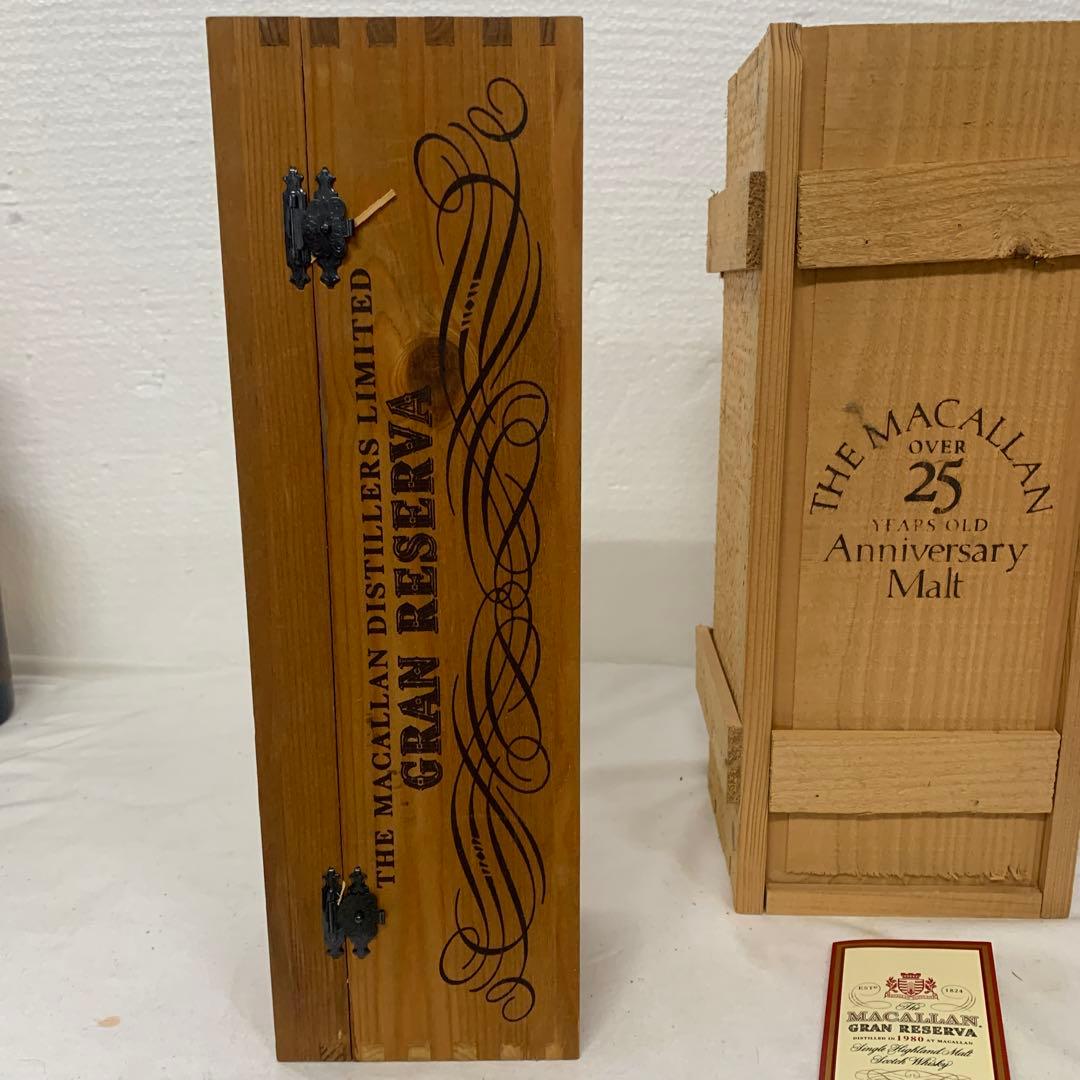 THE MACALLAN DISTILLERS LIMITED
GRAN RESERVA
THE MACALLAN
OVER
25
YEARS OLD
Anniversary
Malt
ESTD 1824
The
MACALLAN.
GRAN RESERVA
DISTILLED IN 1980 AT MACALLAN
Single Highland Malt
Scotch Whisky